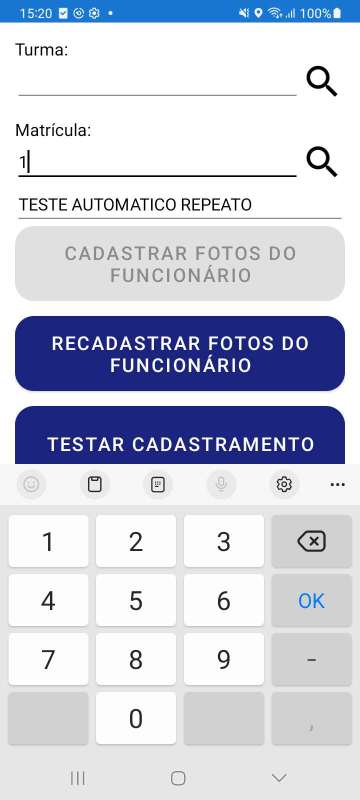 15:20 100%
Turma:
Matrícula:
1
TESTE AUTOMATICO REPEATO
CADASTRAR FOTOS DO
FUNCIONÁRIO
RECADASTRAR FOTOS DO
FUNCIONÁRIO
TESTAR CADASTRAMENTO
1 2 3
4 5 6 OK
7 8 9 -
0 ,